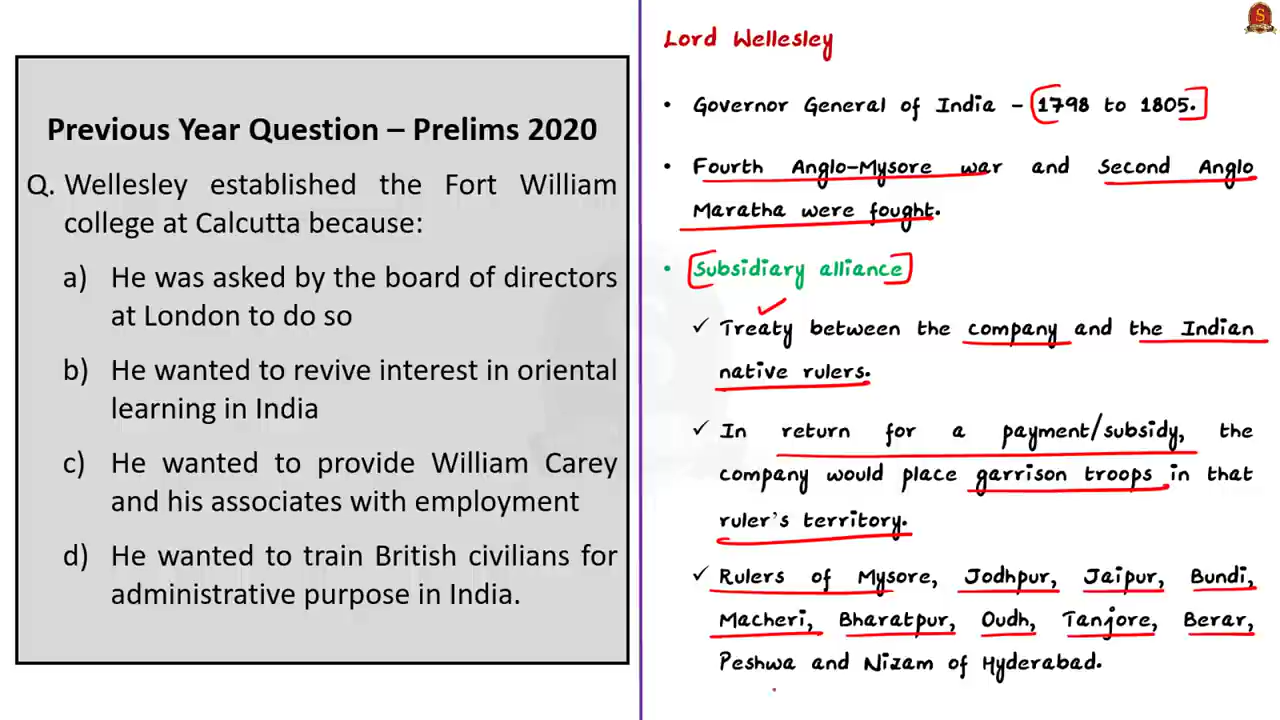 Previous Year Question – Prelims 2020
Q. Wellesley established the Fort William
college at Calcutta because:
a) He was asked by the board of directors
at London to do so
b) He wanted to revive interest in oriental
learning in India
c) He wanted to provide William Carey
and his associates with employment
d) He wanted to train British civilians for
administrative purpose in India.
Lord Wellesley
• Governor General of India – 1798 to 1805.
• Fourth Anglo-Mysore war and Second Anglo
Maratha were fought.
• Subsidiary alliance
✓ Treaty between the company and the Indian
native rulers.
✓ In return for a payment/subsidy, the
company would place garrison troops in that
ruler's territory.
✓ Rulers of Mysore, Jodhpur, Jaipur, Bundi,
Macheri, Bharatpur, Oudh, Tanjore, Berar,
Peshwa and Nizam of Hyderabad.